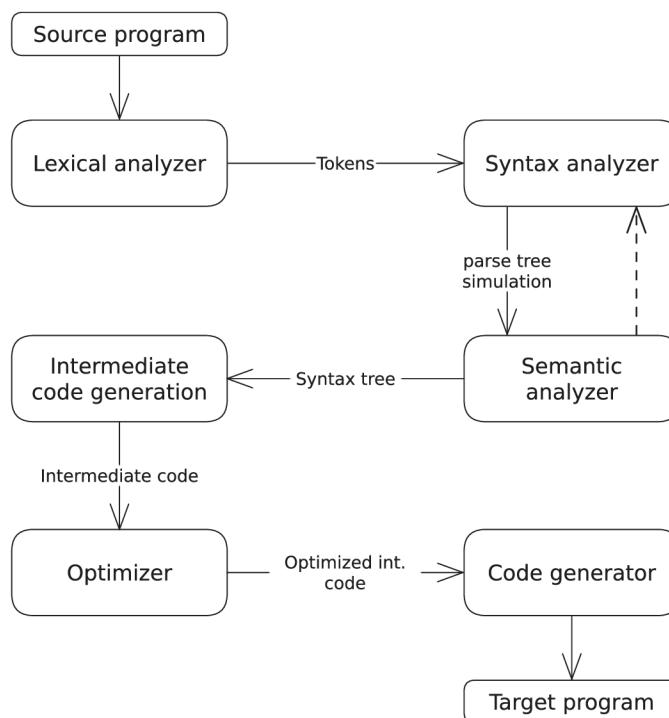 Source program
Lexical analyzer
Tokens
Syntax analyzer
parse tree
simulation
Intermediate
code generation
Syntax tree
Semantic
analyzer
Intermediate code
Optimizer
Optimized int.
code
Code generator
Target program